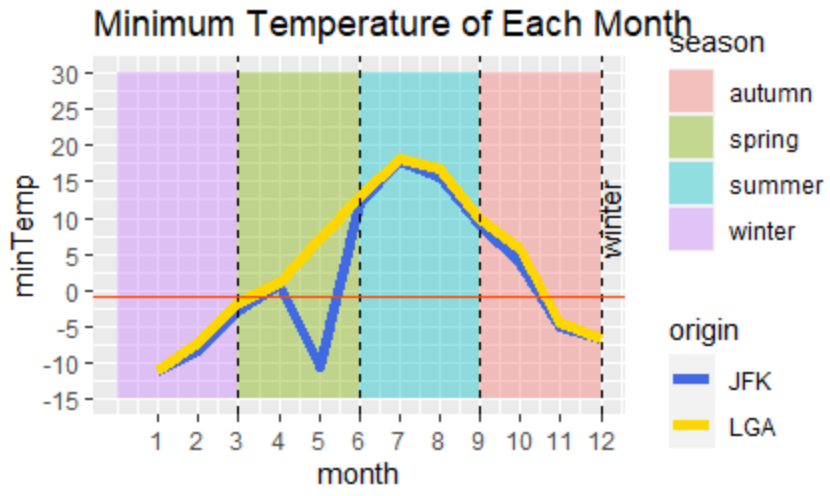 Minimum Temperature of Each Month
minTemp
30
25
20
15
10
5
0
-5
-10
-15
1 2 3 4 5 6 7 8 9 10 11 12
month
winter
season
autumn
spring
summer
winter
origin
JFK
LGA